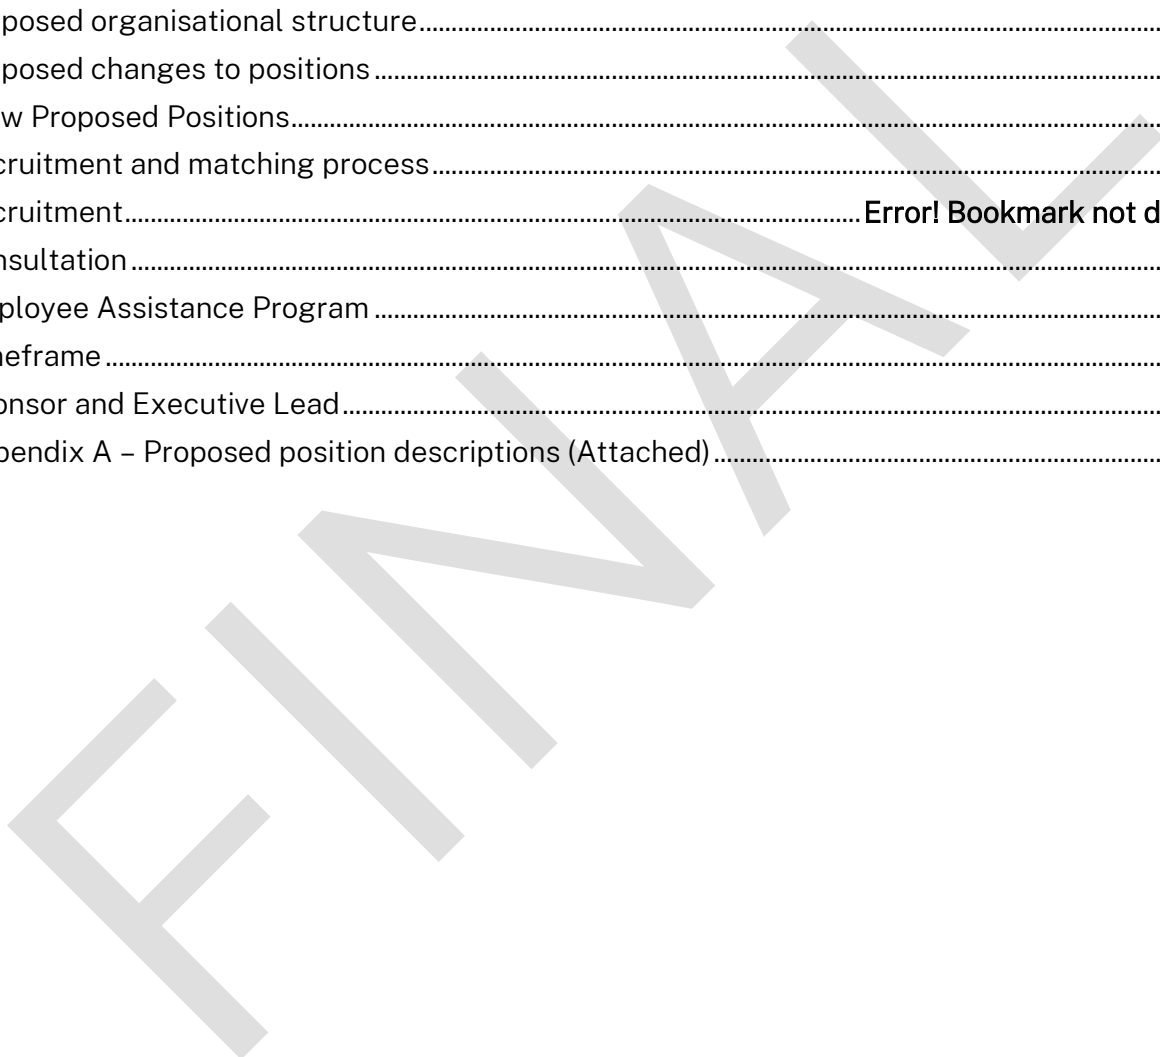 posed organisational structure
posed changes to positions
w Proposed Positions
cruitment and matching process
cruitment Error! Bookmark not d
nsultation
ployee Assistance Program
neframe
onsor and Executive Lead
pendix A – Proposed position descriptions (Attached)
FINAL